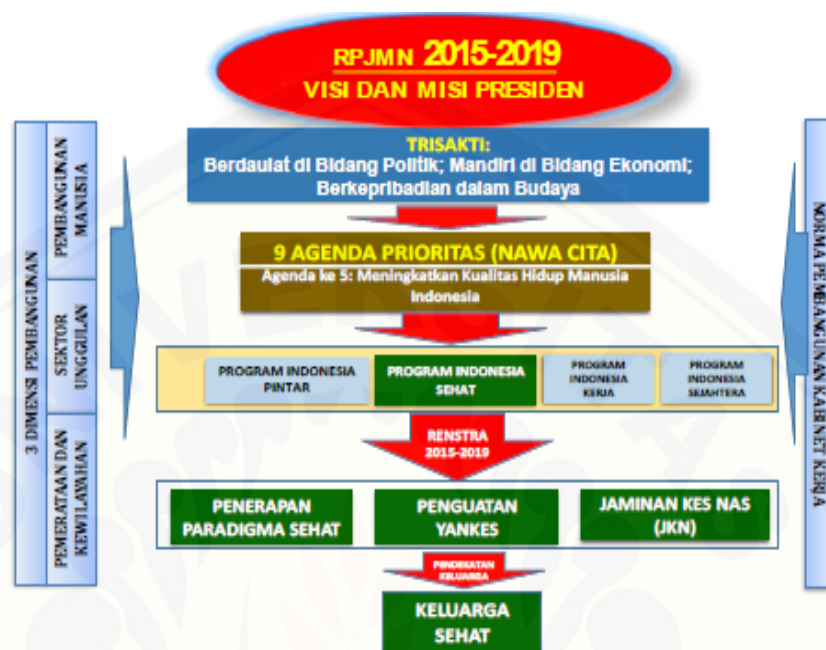 RPJMN 2015-2019
VISI DAN MISI PRESIDEN
TRISAKTI:
Berdaulat di Bidang Politik; Mandiri di Bidang Ekonomi;
Berkepribadian dalam Budaya
9 AGENDA PRIORITAS (NAWA CITA)
Agenda ke 5: Meningkatkan Kualitas Hidup Manusia
Indonesia
3 DIMENSI PEMBANGUNAN
PEMBANGUNAN
MANUSIA
SEKTOR
UNGGULAN
PEMERATAAN DAN
KEWILAYAHAN
NORMA PEMBANGUNAN KABINET KERJA
PROGRAM INDONESIA
PINTAR
PROGRAM INDONESIA
SEHAT
PROGRAM
INDONESIA
KERJA
PROGRAM
INDONESIA
SEJAHTERA
RENSTRA
2015-2019
PENERAPAN
PARADIGMA SEHAT
PENGUATAN
YANKES
JAMINAN KES NAS
(JKN)
PENDEKATAN
KELUARGA
KELUARGA
SEHAT